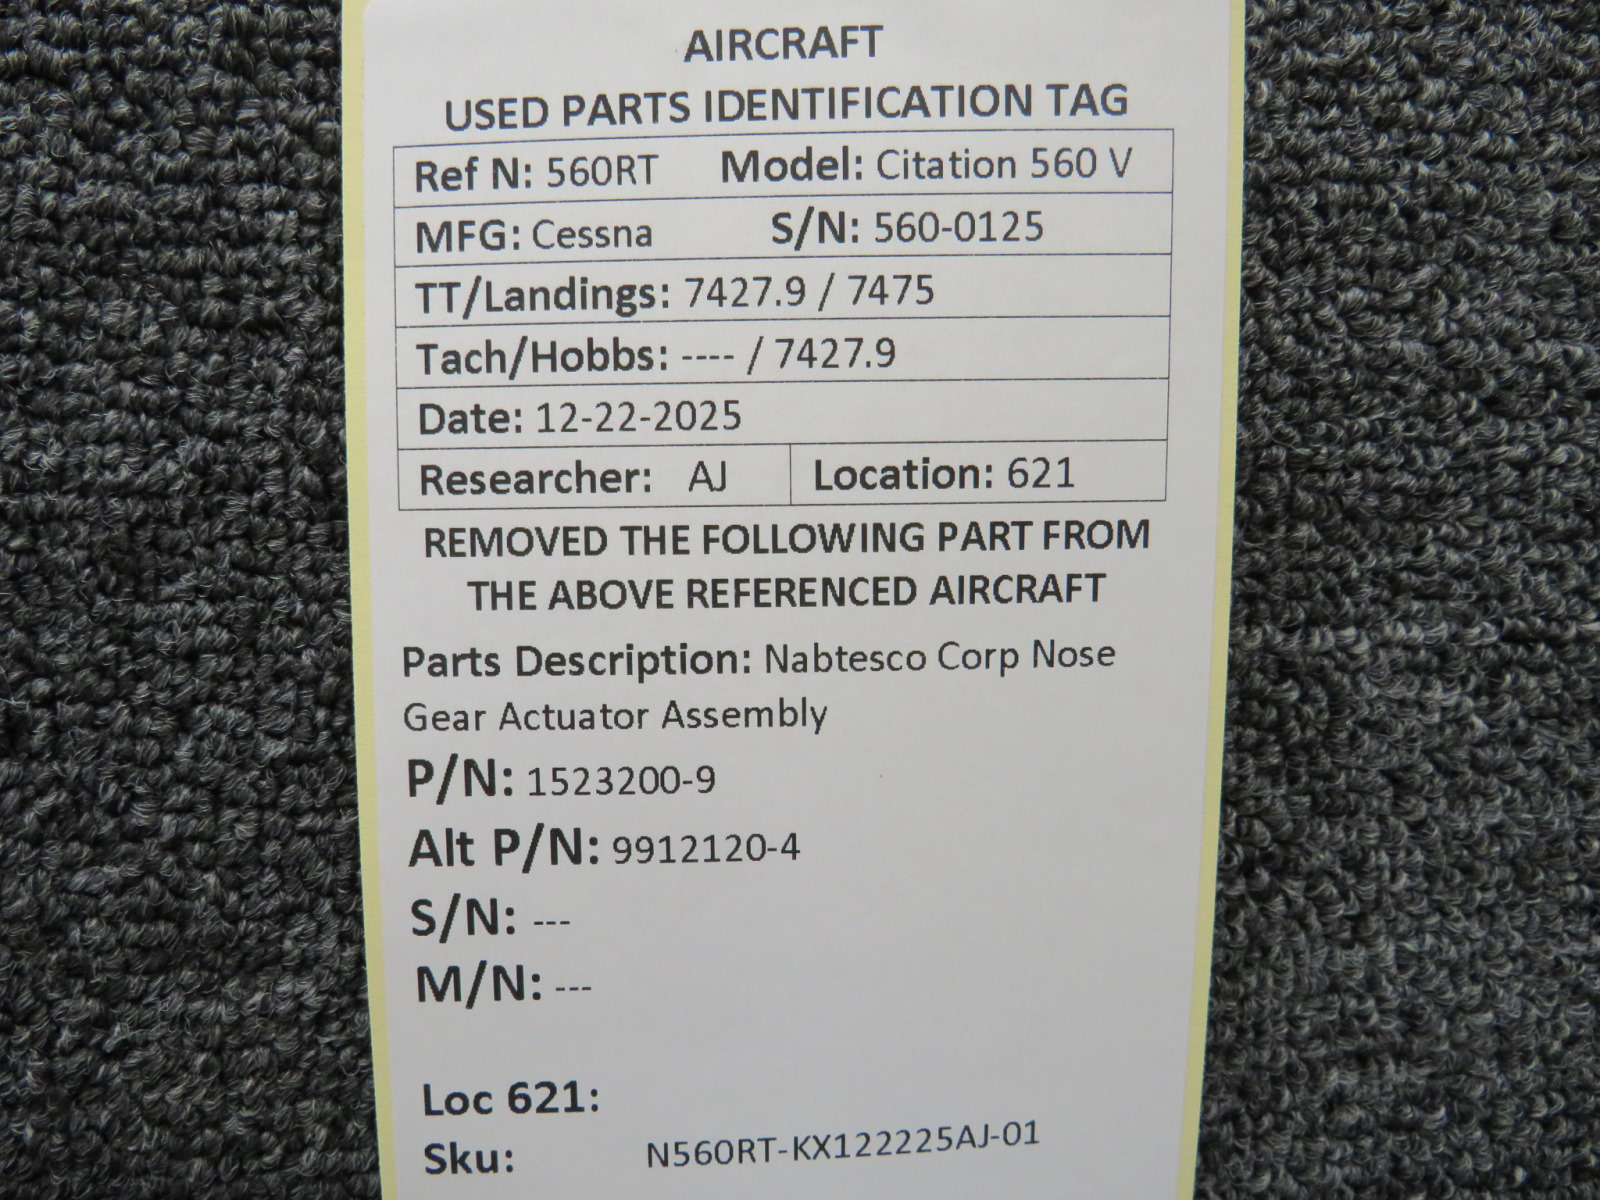 AIRCRAFT
USED PARTS IDENTIFICATION TAG
Ref N: 560RT Model: Citation 560 V
MFG: Cessna S/N: 560-0125
TT/Landings: 7427.9 / 7475
Tach/Hobbs: ---- / 7427.9
Date: 12-22-2025
Researcher: AJ Location: 621
REMOVED THE FOLLOWING PART FROM
THE ABOVE REFERENCED AIRCRAFT
Parts Description: Nabtesco Corp Nose
Gear Actuator Assembly
P/N: 1523200-9
Alt P/N: 9912120-4
S/N: ---
M/N: ---
Loc 621:
Sku: N560RT-KX122225AJ-01